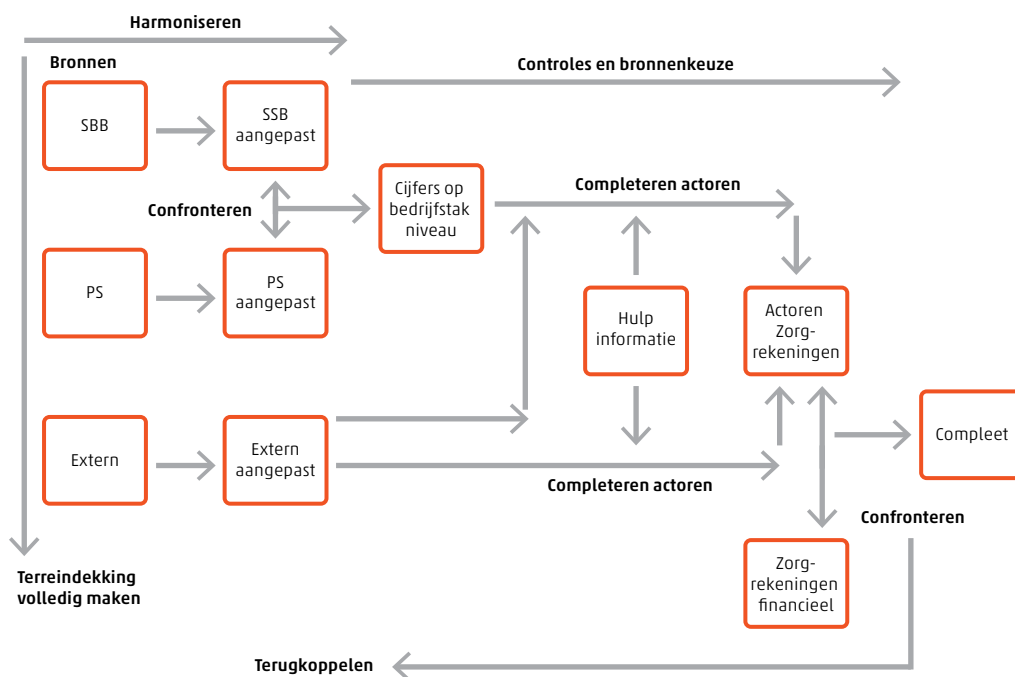 Harmoniseren
Bronnen
Controles en bronnenkeuze
SBB
SSB
aangepast
Cijfers op
bedrijfstak
niveau
Completeren actoren
Confronteren
PS
PS
aangepast
Hulp
informatie
Actoren
Zorg-
rekeningen
Extern
Extern
aangepast
Compleet
Completeren actoren
Confronteren
Terreindekking
volledig maken
Zorg-
rekeningen
financieel
Terugkoppelen